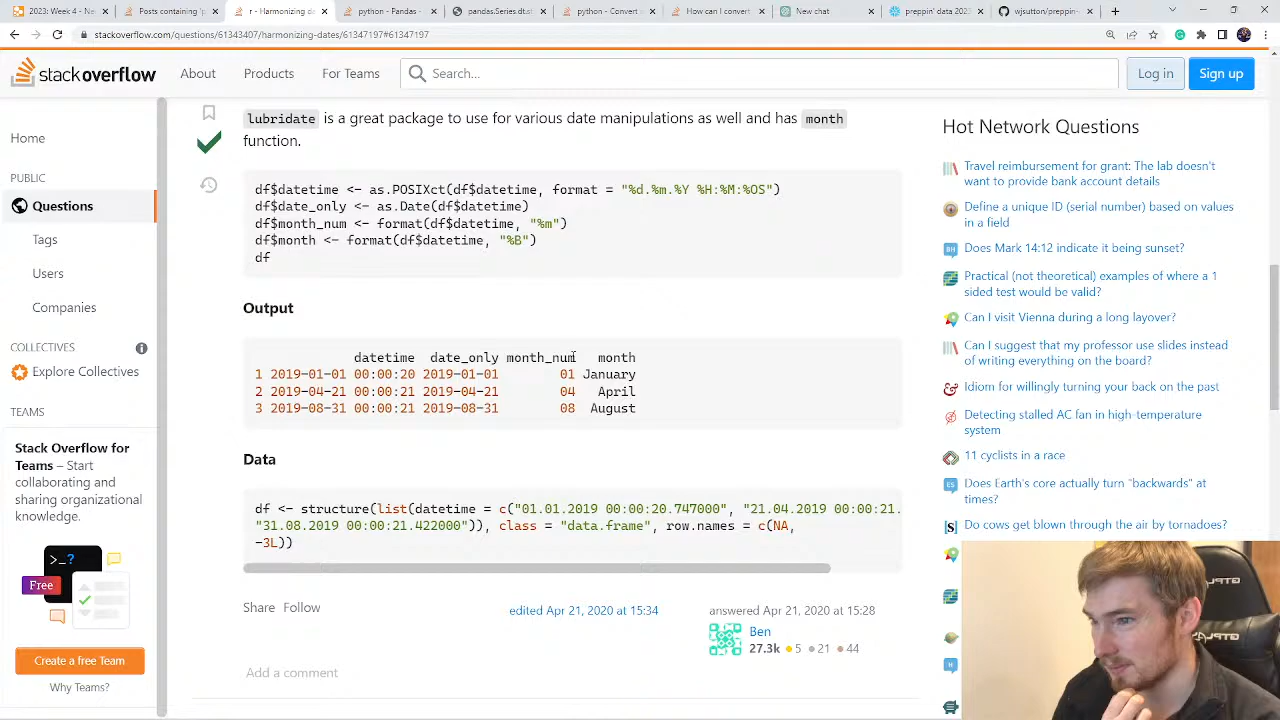 2023: Week 4 -
Posts containing 'p
r - Harmonizing da
python - Pandas -
pandas.Series.dt.s
python - Convert
How can I convert
New chat
preppin' data 2023
wjsutton/preppin-
stackoverflow.com/questions/61343407/harmonizing-dates/61347197#61347197
stackoverflow
About
Products
For Teams
Search...
Log in
Sign up
Home
PUBLIC
Questions
Tags
Users
Companies
COLLECTIVES
Explore Collectives
TEAMS
Stack Overflow for
Teams – Start
collaborating and
sharing organizational
knowledge.
>_?
Free
Create a free Team
Why Teams?
lubridate is a great package to use for various date manipulations as well and has month
function.
df$datetime <- as.POSIXct(df$datetime, format = "%d.%m.%Y %H:%M:%OS")
df$date_only <- as.Date(df$datetime)
df$month_num <- format(df$datetime, "%m")
df$month <- format(df$datetime, "%B")
df
Output
datetime date_only month_num month
1 2019-01-01 00:00:20 2019-01-01 01 January
2 2019-04-21 00:00:21 2019-04-21 04 April
3 2019-08-31 00:00:21 2019-08-31 08 August
Data
df <- structure(list(datetime = c("01.01.2019 00:00:20.747000", "21.04.2019 00:00:21.
"31.08.2019 00:00:21.422000")), class = "data.frame", row.names = c(NA,
-3L))
Share Follow
edited Apr 21, 2020 at 15:34
answered Apr 21, 2020 at 15:28
Ben
27.3k 5 21 44
Add a comment
Hot Network Questions
Travel reimbursement for grant: The lab doesn't
want to provide bank account details
Define a unique ID (serial number) based on values
in a field
Does Mark 14:12 indicate it being sunset?
Practical (not theoretical) examples of where a 1
sided test would be valid?
Can I visit Vienna during a long layover?
Can I suggest that my professor use slides instead
of writing everything on the board?
Idiom for willingly turning your back on the past
Detecting stalled AC fan in high-temperature
system
11 cyclists in a race
Does Earth's core actually turn "backwards" at
times?
Do cows get blown through the air by tornadoes?